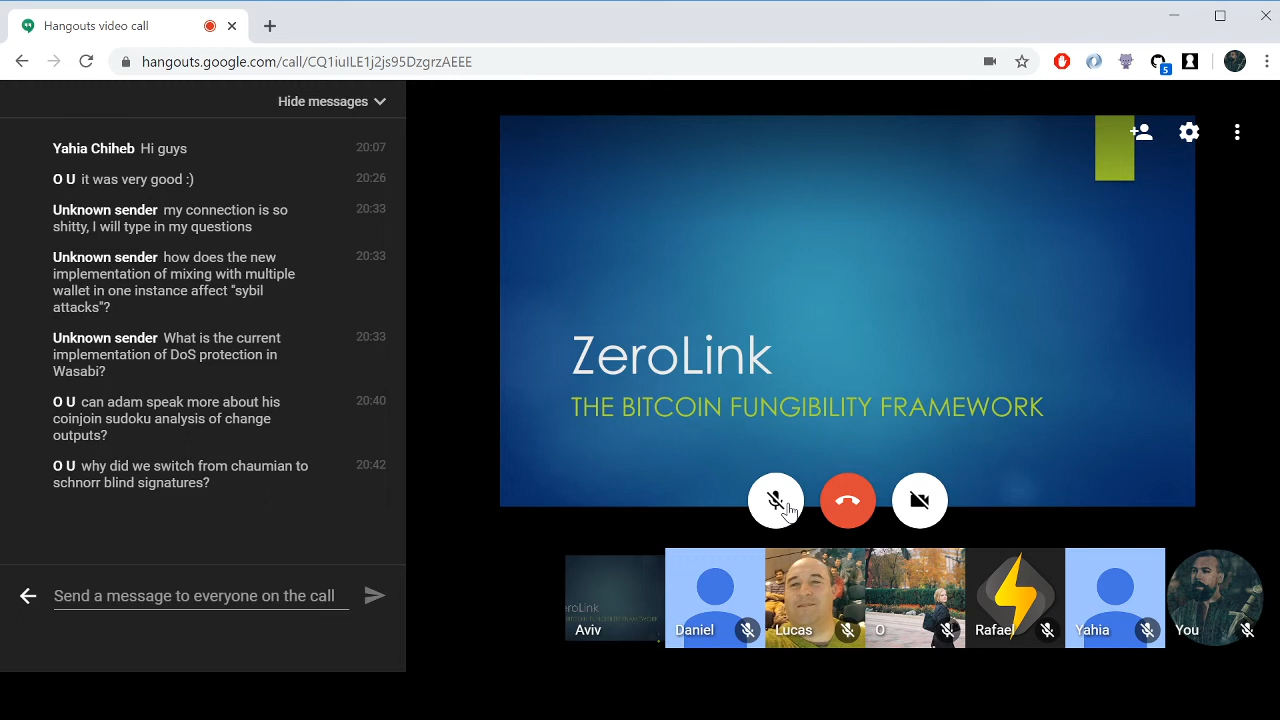 Hangouts video call
hangouts.google.com/call/CQ1iuILE1j2js95DzgrzAEEE
5
Hide messages
Yahia Chiheb Hi guys 20:07
O U it was very good :) 20:26
Unknown sender my connection is so 20:33
shitty, I will type in my questions
Unknown sender how does the new 20:33
implementation of mixing with multiple
wallet in one instance affect "sybil
attacks"?
Unknown sender What is the current 20:33
implementation of DoS protection in
Wasabi?
O U can adam speak more about his 20:40
coinjoin sudoku analysis of change
outputs?
O U why did we switch from chaumian to 20:42
schnorr blind signatures?
Send a message to everyone on the call
ZeroLink
THE BITCOIN FUNGIBILITY FRAMEWORK
eroLink
Aviv
Daniel
Lucas
O
Rafael
Yahia
You